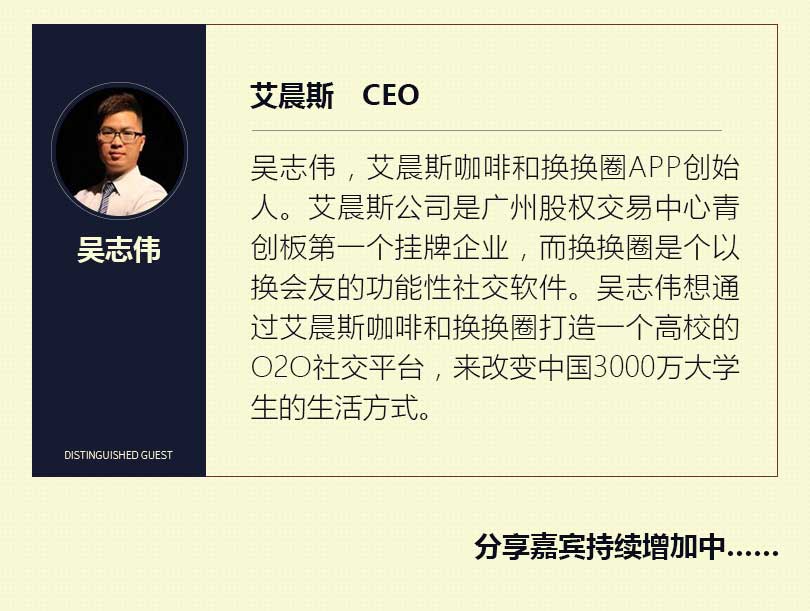 吴志伟
DISTINGUISHED GUEST
艾晨斯 CEO
吴志伟，艾晨斯咖啡和换换圈APP创始
人。艾晨斯公司是广州股权交易中心青
创板第一个挂牌企业，而换换圈是个以
换会友的功能性社交软件。吴志伟想通
过艾晨斯咖啡和换换圈打造一个高校的
O2O社交平台，来改变中国3000万大学
生的生活方式。
分享嘉宾持续增加中……